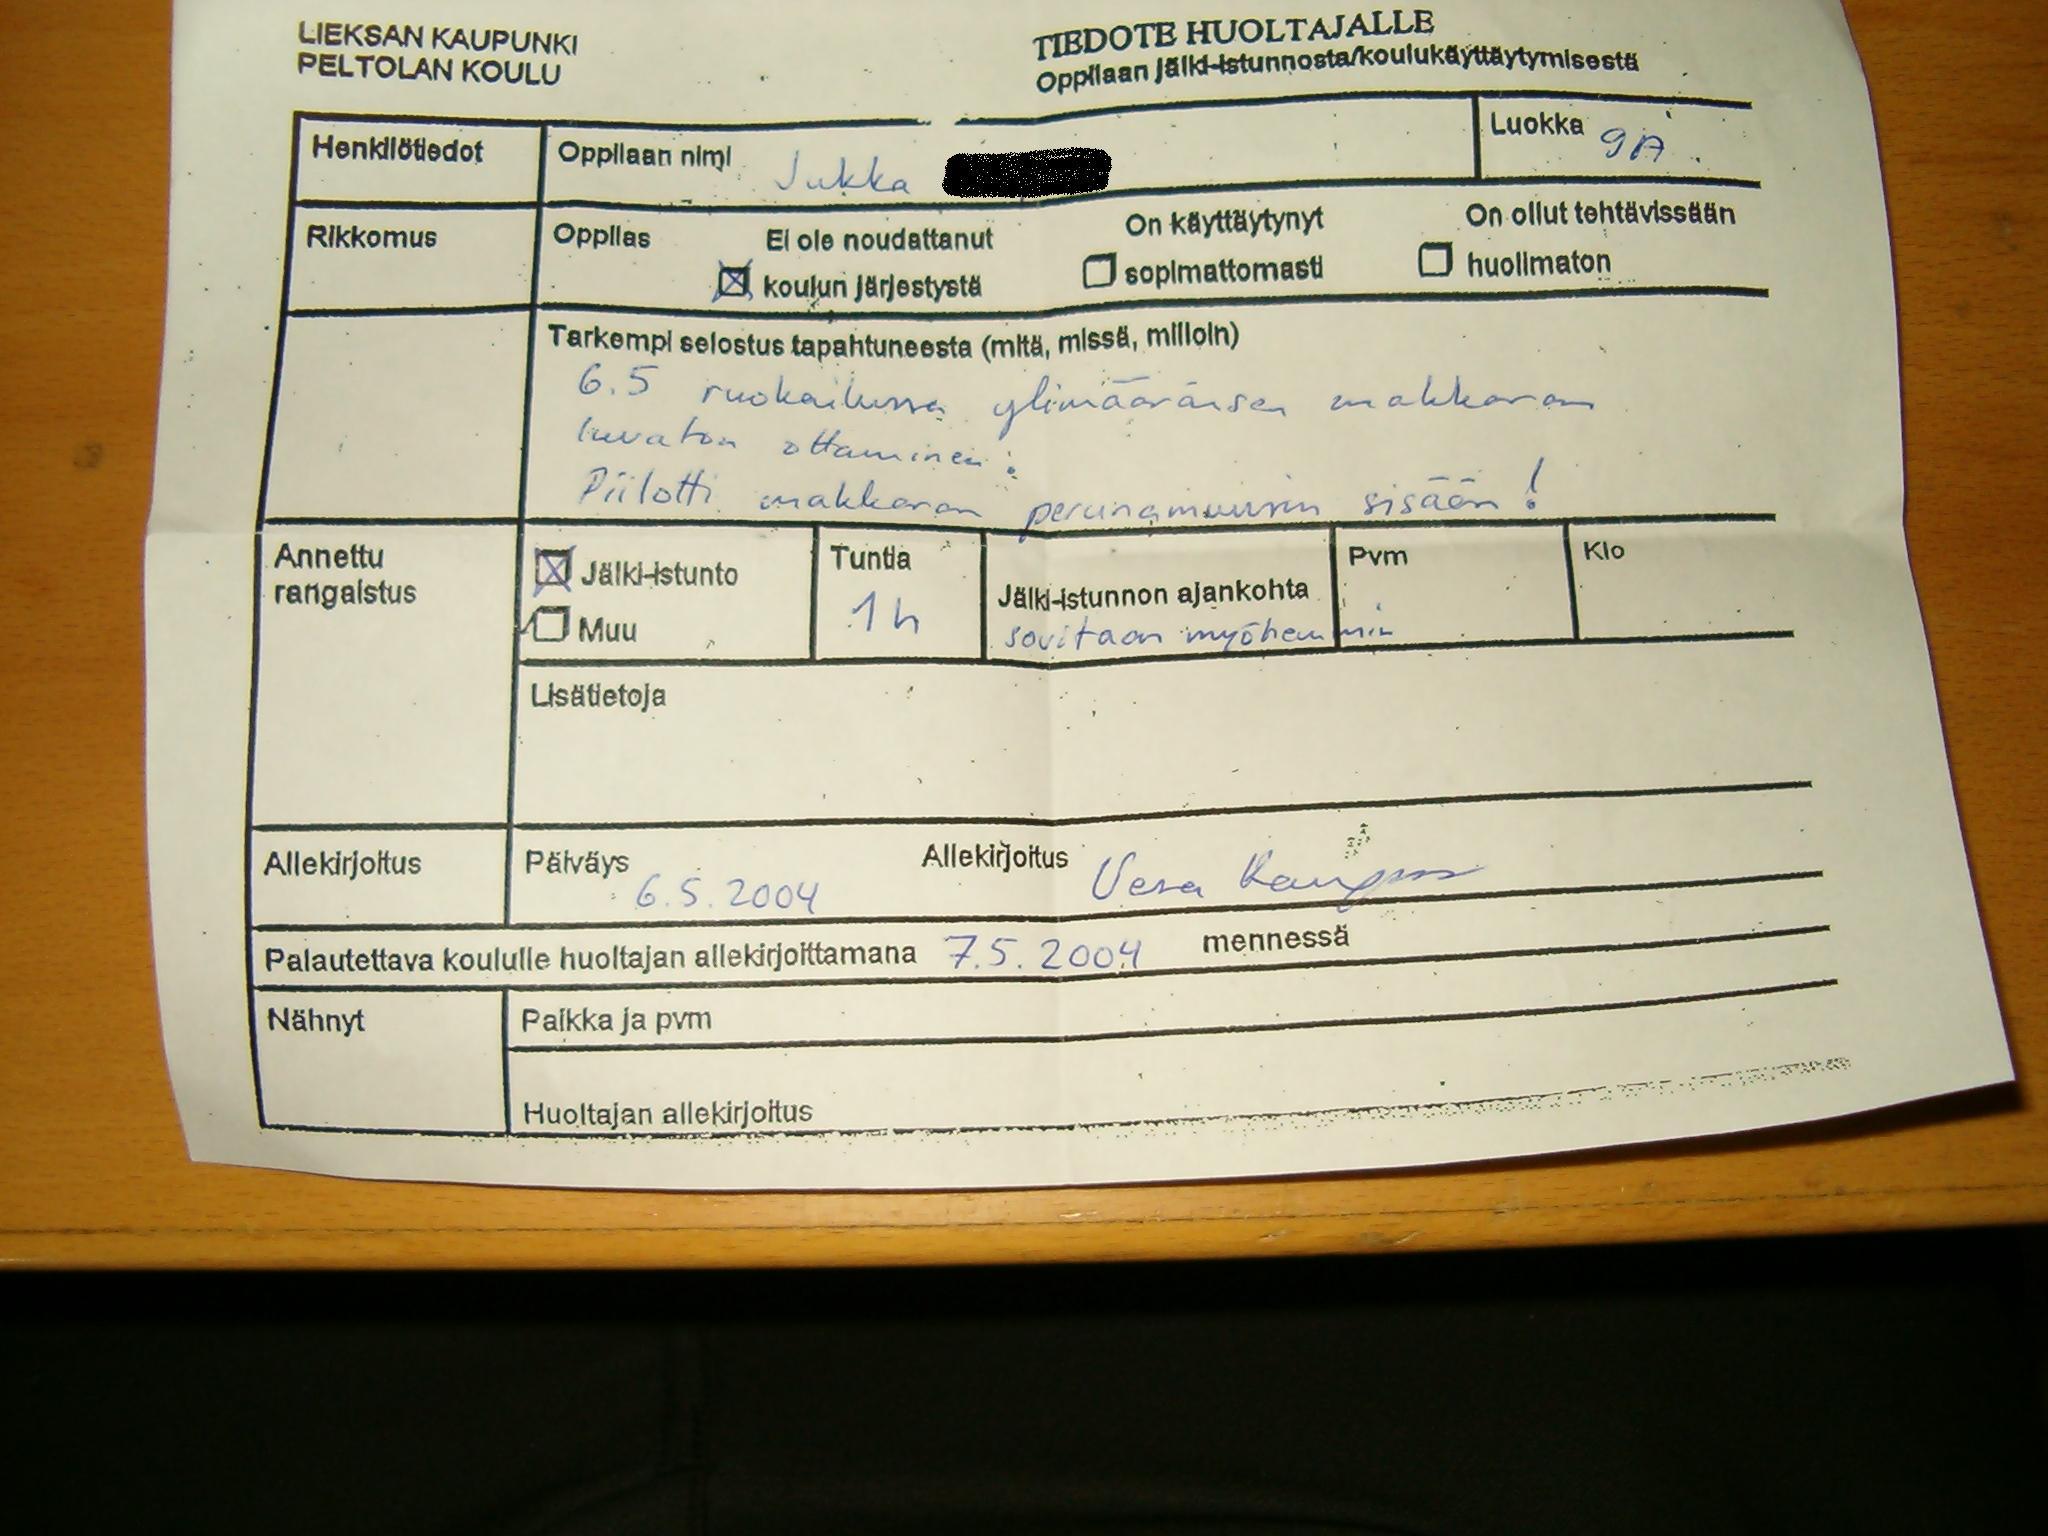 LIEKSAN KAUPUNKI
PELTOLAN KOULU
TIEDOTE HUOLTAJALLE
Oppilaan jälki-istunnosta/koulukäyttäytymisestä
Henkilötiedot
Oppilaan nimi Jukka
Luokka 9A
Rikkomus
Oppilas
Ei ole noudattanut
koulun järjestystä
On käyttäytynyt
sopimattomasti
On ollut tehtävissään
huolimaton
Tarkempi selostus tapahtuneesta (mitä, missä, milloin)
6.5 ruokailussa ylimääräisen makkaran
luvaton ottaminen:
Piilotti makkaran perunamuusin sisään!
Annettu
rangaistus
Jälki-istunto
Muu
Tuntia
1h
Jälki-istunnon ajankohta
sovitaan myöhemmin
Pvm
Klo
Lisätietoja
Allekirjoitus
Päiväys
6.5.2004
Allekirjoitus Vesa
Palautettava koululle huoltajan allekirjoittamana 7.5.2004 mennessä
Nähnyt
Paikka ja pvm
Huoltajan allekirjoitus